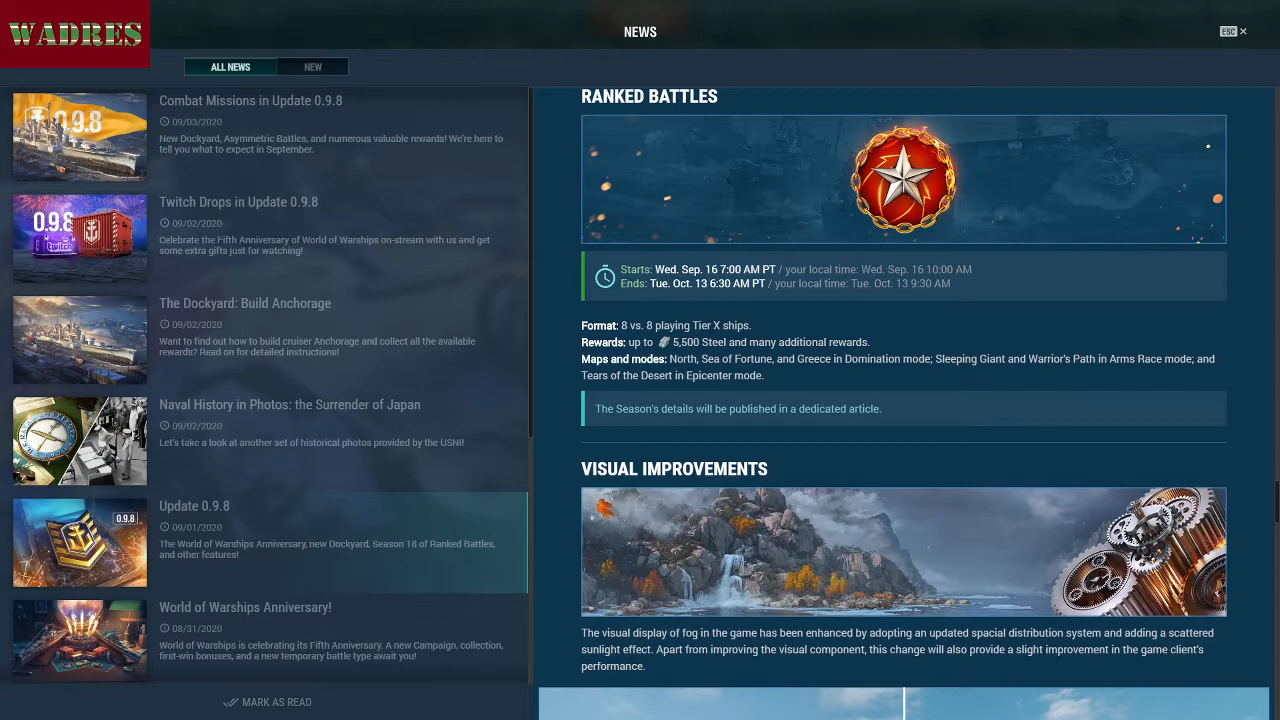 WADRES
NEWS
ESC ×
ALL NEWS
NEW
0.9.8
Combat Missions in Update 0.9.8
09/03/2020
New Dockyard, Asymmetric Battles, and numerous valuable rewards! We're here to
tell you what to expect in September.
0.9.8
Twitch
Twitch Drops in Update 0.9.8
09/02/2020
Celebrate the Fifth Anniversary of World of Warships on-stream with us and get
some extra gifts just for watching!
The Dockyard: Build Anchorage
09/02/2020
Want to find out how to build cruiser Anchorage and collect all the available
rewards? Read on for detailed instructions!
Naval History in Photos: the Surrender of Japan
09/02/2020
Let's take a look at another set of historical photos provided by the USNI!
0.9.8
Update 0.9.8
09/01/2020
The World of Warships Anniversary, new Dockyard, Season 18 of Ranked Battles,
and other features!
World of Warships Anniversary!
08/31/2020
World of Warships is celebrating its Fifth Anniversary. A new Campaign, collection,
first-win bonuses, and a new temporary battle type await you!
MARK AS READ
RANKED BATTLES
Starts: Wed. Sep. 16 7:00 AM PT / your local time: Wed. Sep. 16 10:00 AM
Ends: Tue. Oct. 13 6:30 AM PT / your local time: Tue. Oct. 13 9:30 AM
Format: 8 vs. 8 playing Tier X ships.
Rewards: up to 5,500 Steel and many additional rewards.
Maps and modes: North, Sea of Fortune, and Greece in Domination mode; Sleeping Giant and Warrior's Path in Arms Race mode; and
Tears of the Desert in Epicenter mode.
The Season's details will be published in a dedicated article.
VISUAL IMPROVEMENTS
The visual display of fog in the game has been enhanced by adopting an updated spacial distribution system and adding a scattered
sunlight effect. Apart from improving the visual component, this change will also provide a slight improvement in the game client's
performance.